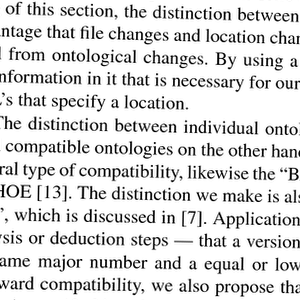 of this section, the distinction between
ntage that file changes and location chan
from ontological changes. By using a
nformation in it that is necessary for our
's that specify a location.
The distinction between individual onto
compatible ontologies on the other hand
ral type of compatibility, likewise the "B
HOE [13]. The distinction we make is als
", which is discussed in [7]. Application
ysis or deduction steps — that a version
ame major number and a equal or low
ward compatibility, we also propose tha